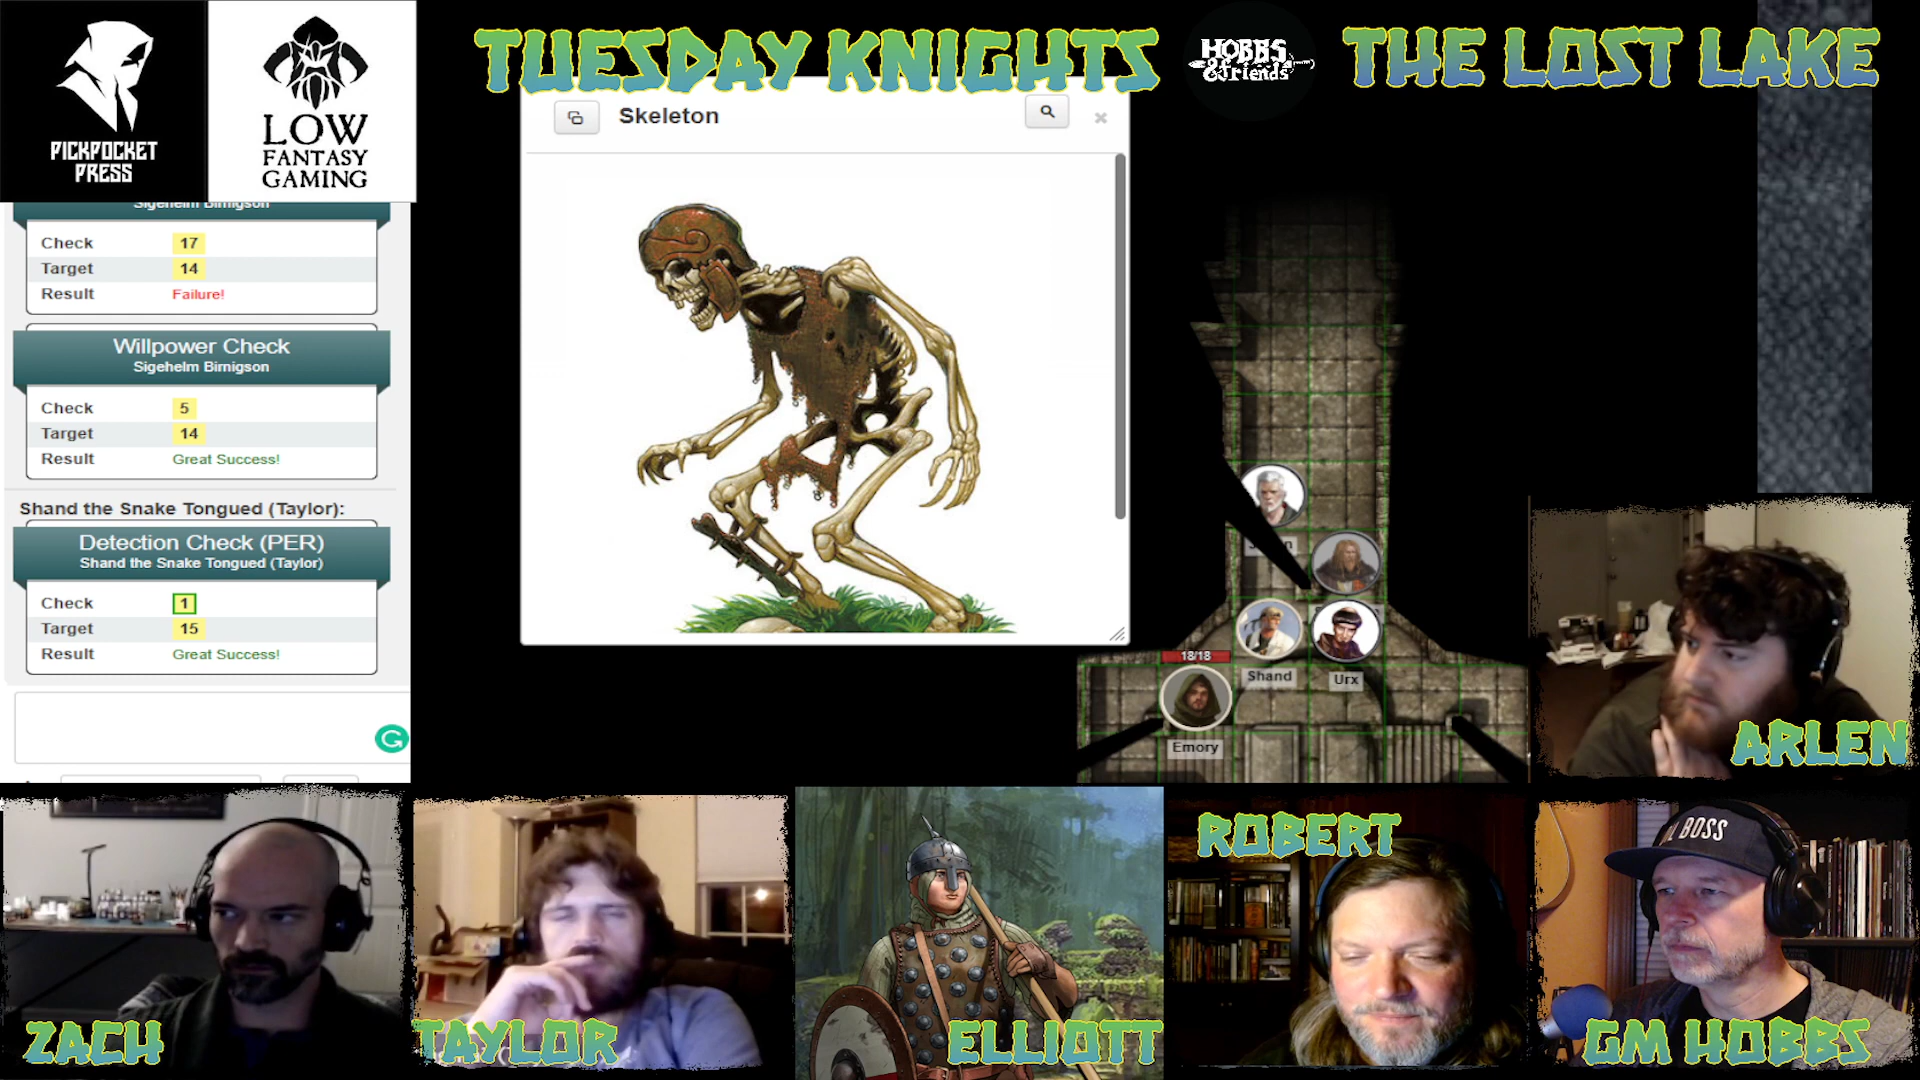 TUESDAY KNIGHTS
HOBBS
&friends
THE LOST LAKE
PICKPOCKET
PRESS
LOW
FANTASY
GAMING
Skeleton
Sigehelm Birnigson
Check 17
Target 14
Result Failure!
Willpower Check
Sigehelm Birnigson
Check 5
Target 14
Result Great Success!
Shand the Snake Tongued (Taylor):
Detection Check (PER)
Shand the Snake Tongued (Taylor)
Check 1
Target 15
Result Great Success!
18/18
Shand
Urx
Emory
ARLEN
ZACH
TAYLOR
ELLIOTT
ROBERT
BOSS
GM HOBBS